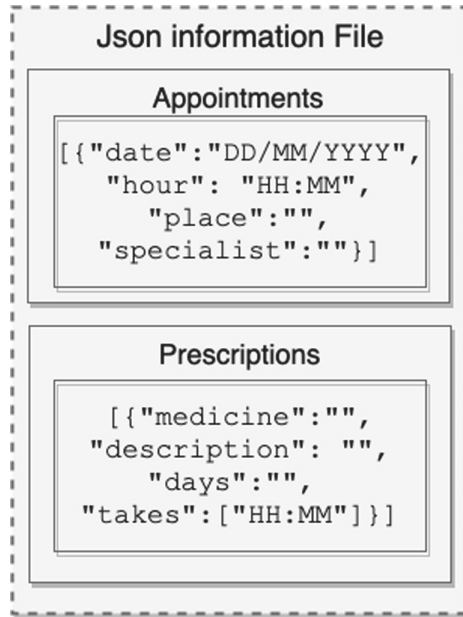 Json information File
Appointments
[{"date":"DD/MM/YYYY",
"hour": "HH:MM",
"place":"",
"specialist":""}]
Prescriptions
[{"medicine":"",
"description": "",
"days":"",
"takes":["HH:MM"]}]